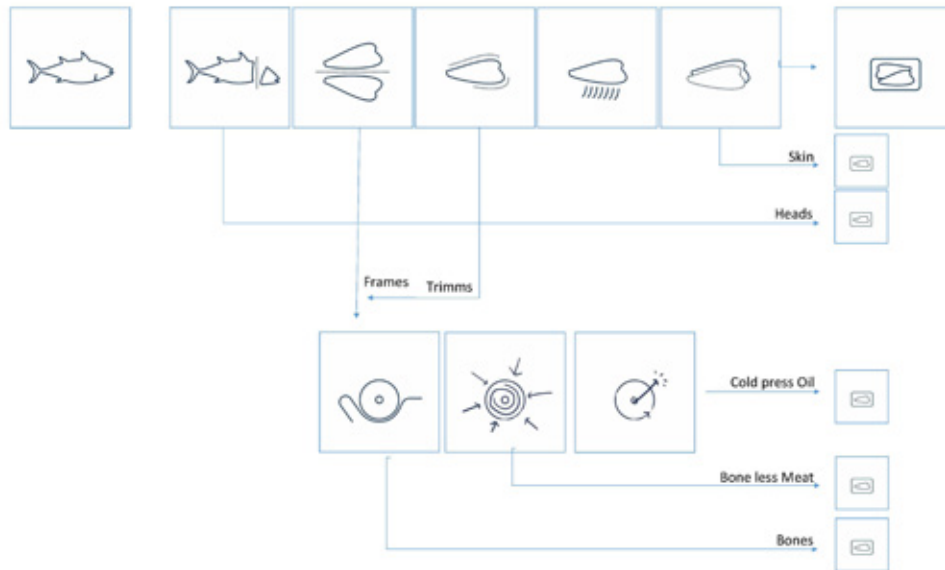 Skin
Heads
Frames
Trimms
Cold press Oil
Bone less Meat
Bones